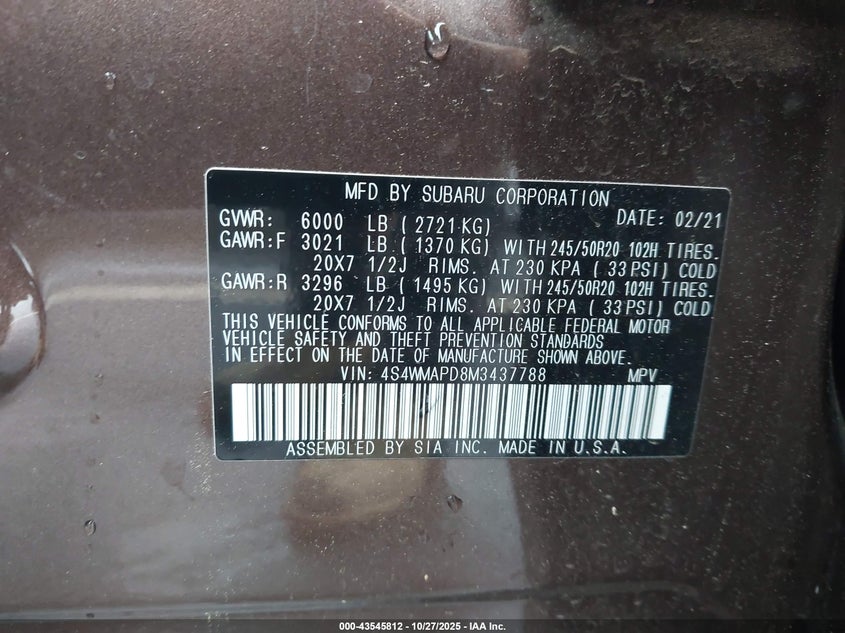 MFD BY SUBARU CORPORATION
GVWR: 6000 LB ( 2721 KG) DATE: 02/21
GAWR:F 3021 LB ( 1370 KG) WITH 245/50R20 102H TIRES.
20X7 1/2J RIMS. AT 230 KPA ( 33 PSI) COLD
GAWR:R 3296 LB ( 1495 KG) WITH 245/50R20 102H TIRES.
20X7 1/2J RIMS. AT 230 KPA ( 33 PSI) COLD
THIS VEHICLE CONFORMS TO ALL APPLICABLE FEDERAL MOTOR
VEHICLE SAFETY AND THEFT PREVENTION STANDARDS
IN EFFECT ON THE DATE OF MANUFACTURE SHOWN ABOVE.
VIN: 4S4WMAPD8M3437788 MPV
ASSEMBLED BY SIA INC. MADE IN U.S.A.
000-43545812 - 10/27/2025 - IAA Inc.